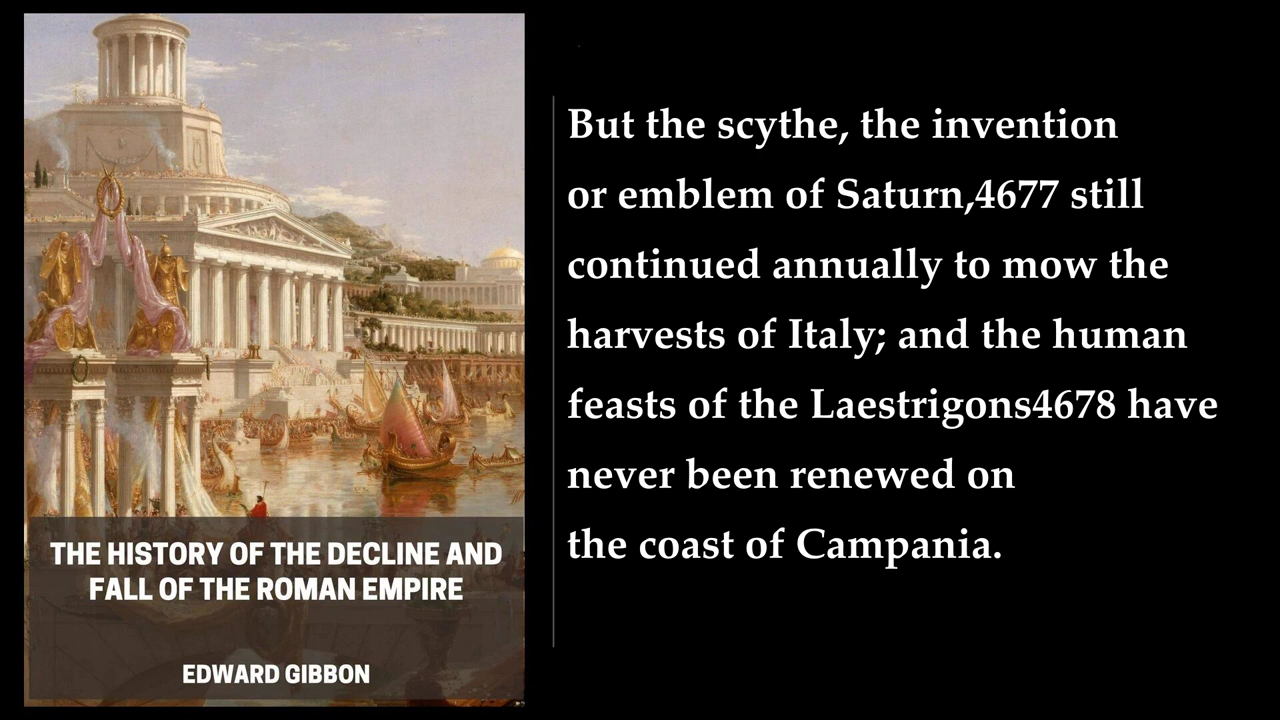 THE HISTORY OF THE DECLINE AND
FALL OF THE ROMAN EMPIRE
EDWARD GIBBON
But the scythe, the invention
or emblem of Saturn,4677 still
continued annually to mow the
harvests of Italy; and the human
feasts of the Laestrigons4678 have
never been renewed on
the coast of Campania.